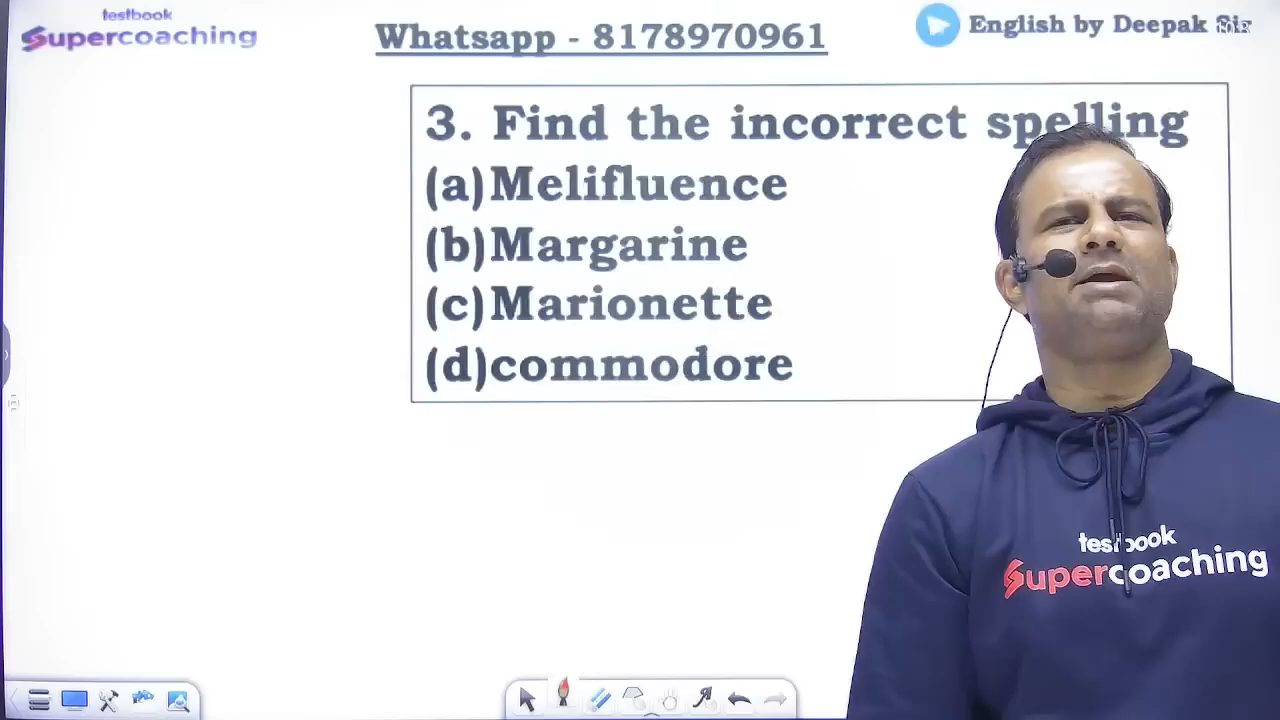 testbook
Supercoaching
Whatsapp - 8178970961
English by Deepak Sir
3. Find the incorrect spelling
(a)Melifluence
(b)Margarine
(c)Marionette
(d)commodore
testbook
Supercoaching